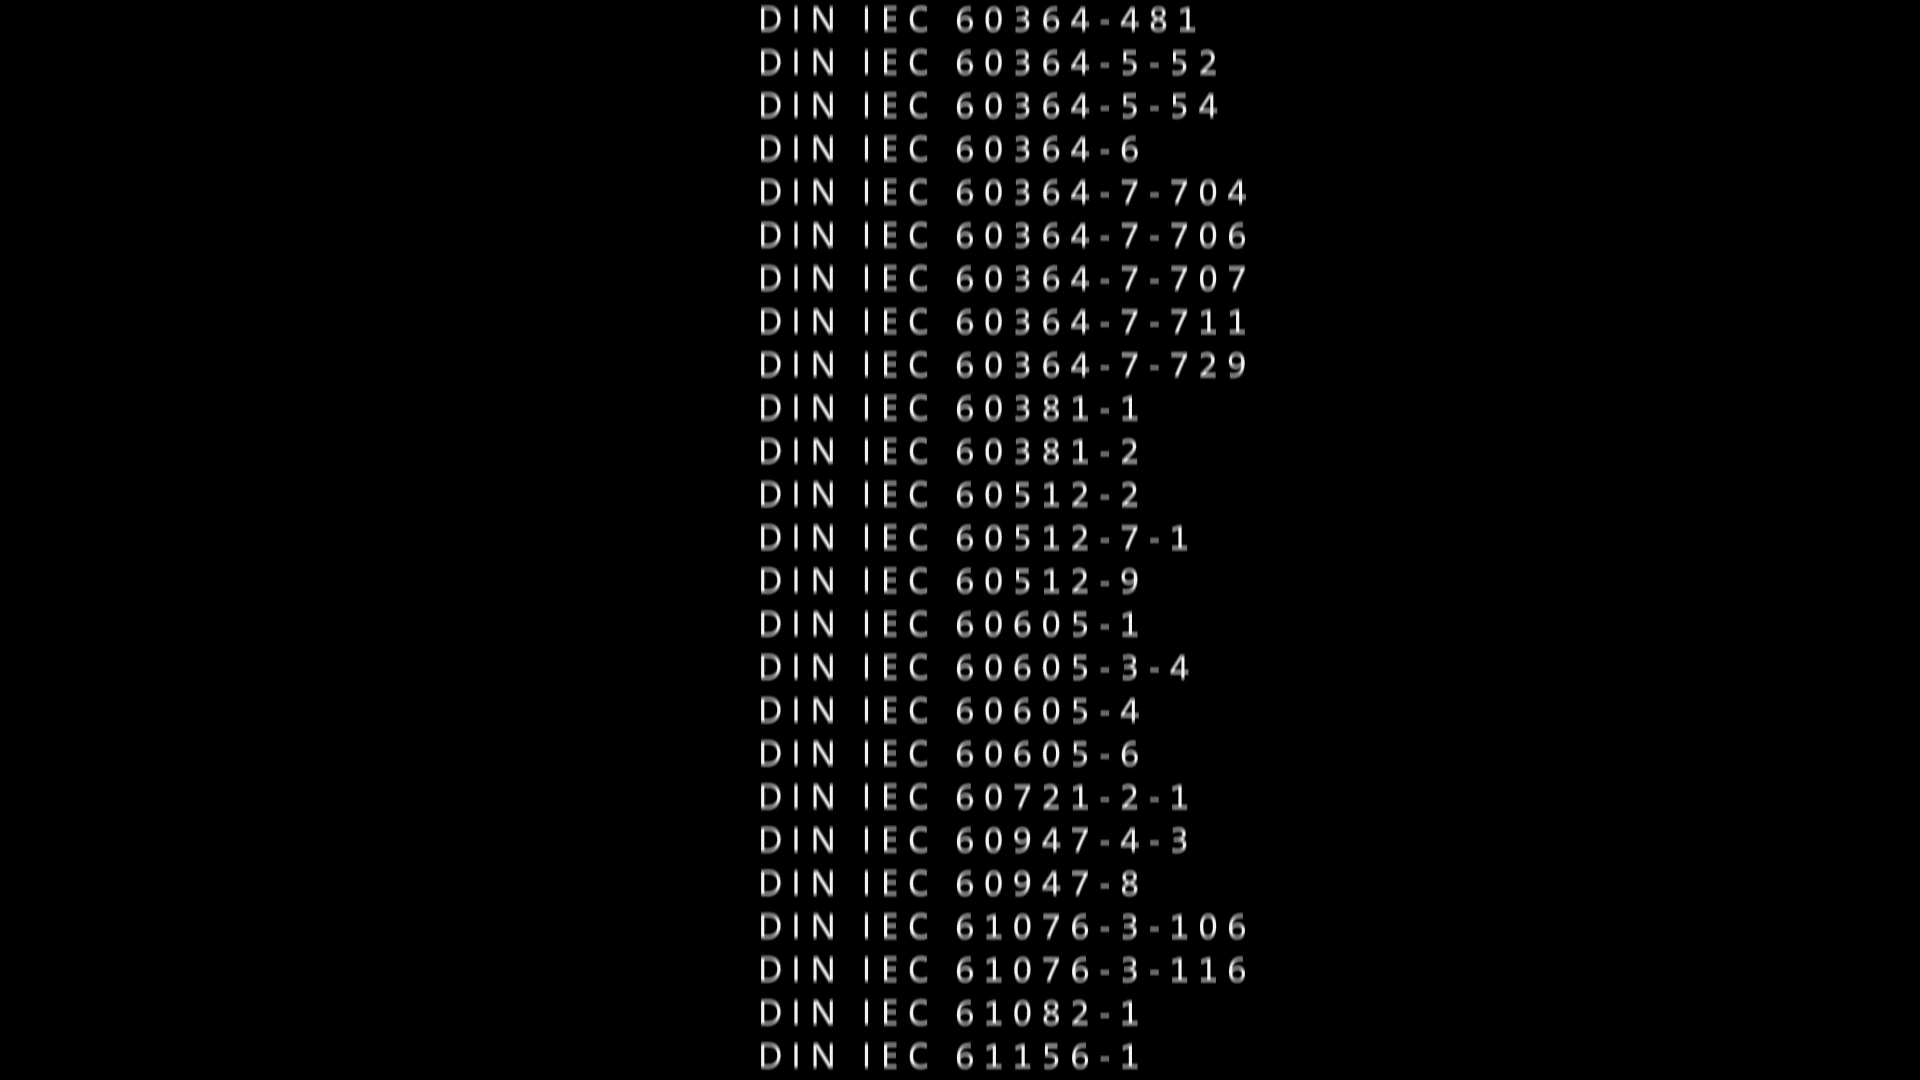 DIN IEC 60364-481
DIN IEC 60364-5-52
DIN IEC 60364-5-54
DIN IEC 60364-6
DIN IEC 60364-7-704
DIN IEC 60364-7-706
DIN IEC 60364-7-707
DIN IEC 60364-7-711
DIN IEC 60364-7-729
DIN IEC 60381-1
DIN IEC 60381-2
DIN IEC 60512-2
DIN IEC 60512-7-1
DIN IEC 60512-9
DIN IEC 60605-1
DIN IEC 60605-3-4
DIN IEC 60605-4
DIN IEC 60605-6
DIN IEC 60721-2-1
DIN IEC 60947-4-3
DIN IEC 60947-8
DIN IEC 61076-3-106
DIN IEC 61076-3-116
DIN IEC 61082-1
DIN IEC 61156-1